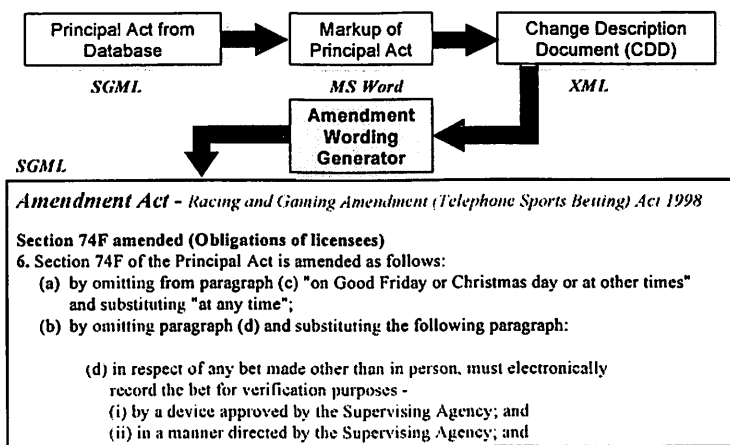 Principal Act from
Database
Markup of
Principal Act
Change Description
Document (CDD)
SGML
MS Word
XML
Amendment
Wording
Generator
SGML
Amendment Act - Racing and Gaming Amendment (Telephone Sports Betting) Act 1998
Section 74F amended (Obligations of licensees)
6. Section 74F of the Principal Act is amended as follows:
(a) by omitting from paragraph (c) "on Good Friday or Christmas day or at other times"
and substituting "at any time";
(b) by omitting paragraph (d) and substituting the following paragraph:
(d) in respect of any bet made other than in person, must electronically
record the bet for verification purposes -
(i) by a device approved by the Supervising Agency; and
(ii) in a manner directed by the Supervising Agency; and